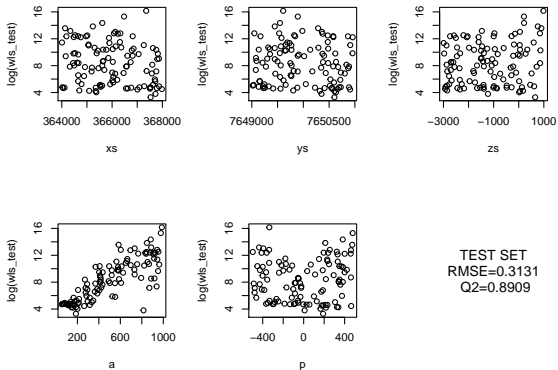 log(wls_test)
16
12
8
4
364000 366000 368000
xs
log(wls_test)
16
12
8
4
7649000 7650500
ys
log(wls_test)
16
12
8
4
−3000 −1000 1000
zs
log(wls_test)
16
12
8
4
200 600 1000
a
log(wls_test)
16
12
8
4
−400 0 400
p
TEST SET
RMSE=0.3131
Q2=0.8909